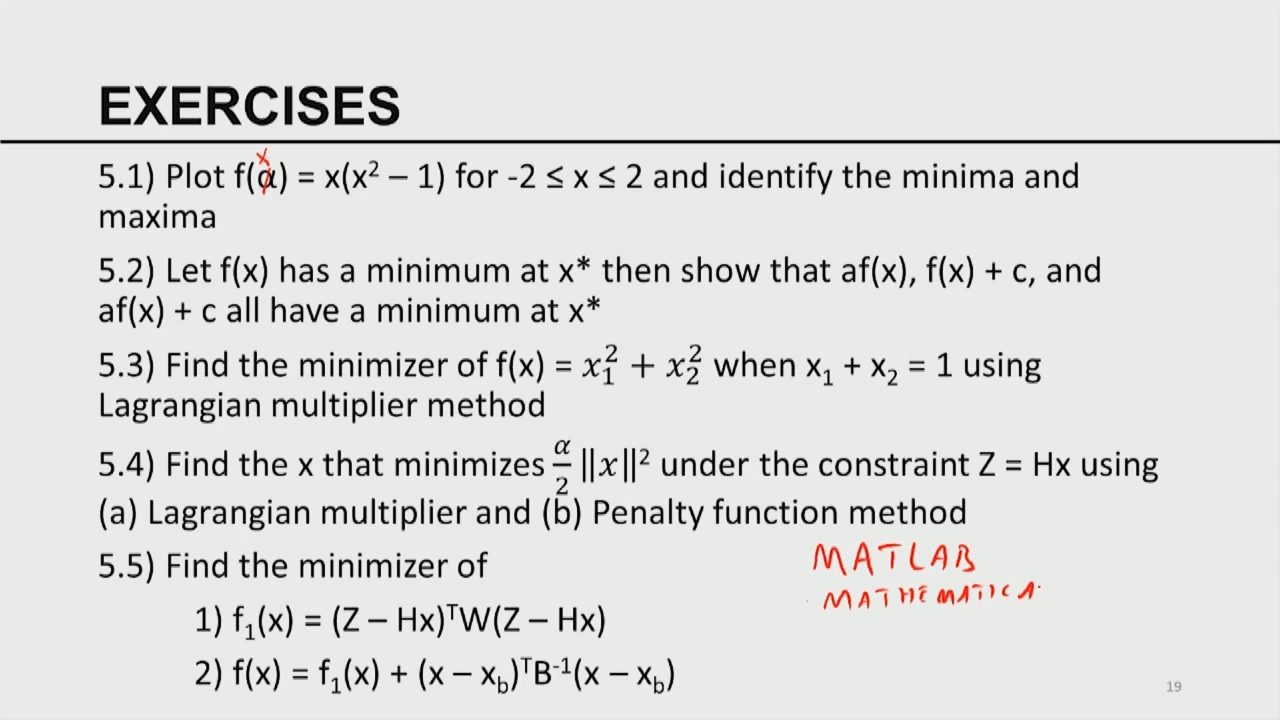 EXERCISES
x
5.1) Plot f(α) = x(x² – 1) for -2 ≤ x ≤ 2 and identify the minima and
maxima
5.2) Let f(x) has a minimum at x* then show that af(x), f(x) + c, and
af(x) + c all have a minimum at x*
5.3) Find the minimizer of f(x) = x₁² + x₂² when x₁ + x₂ = 1 using
Lagrangian multiplier method
5.4) Find the x that minimizes α/2 ||x||² under the constraint Z = Hx using
(a) Lagrangian multiplier and (b) Penalty function method
5.5) Find the minimizer of
MATLAB
MATHEMATICA
1) f₁(x) = (Z – Hx)ᵀW(Z – Hx)
2) f(x) = f₁(x) + (x – x_b)ᵀB⁻¹(x – x_b)
19